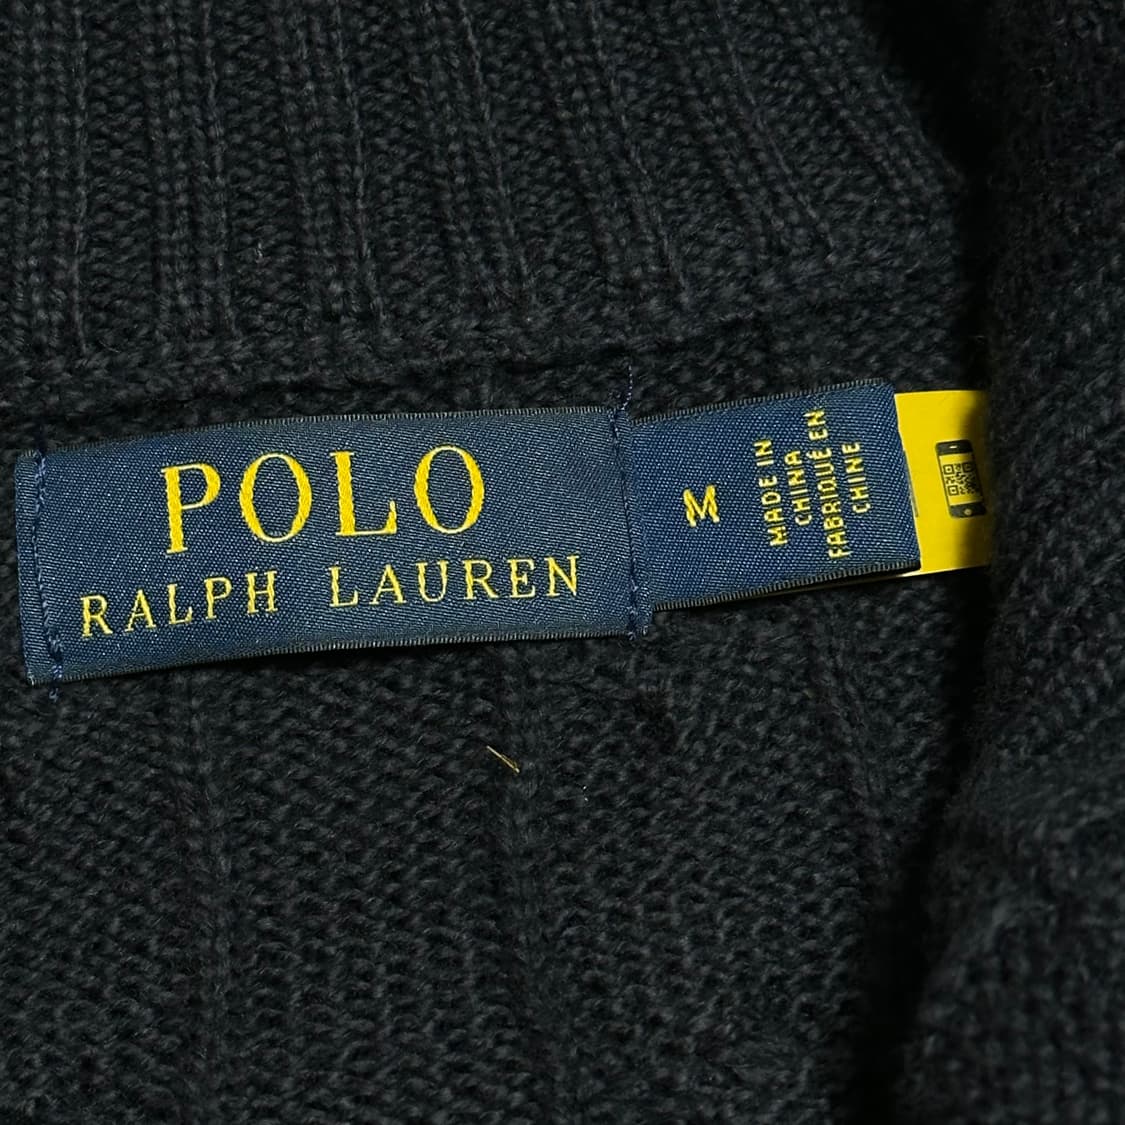 POLO
RALPH LAUREN
M
MADE IN
CHINA
FABRIQUÉ EN
CHINE